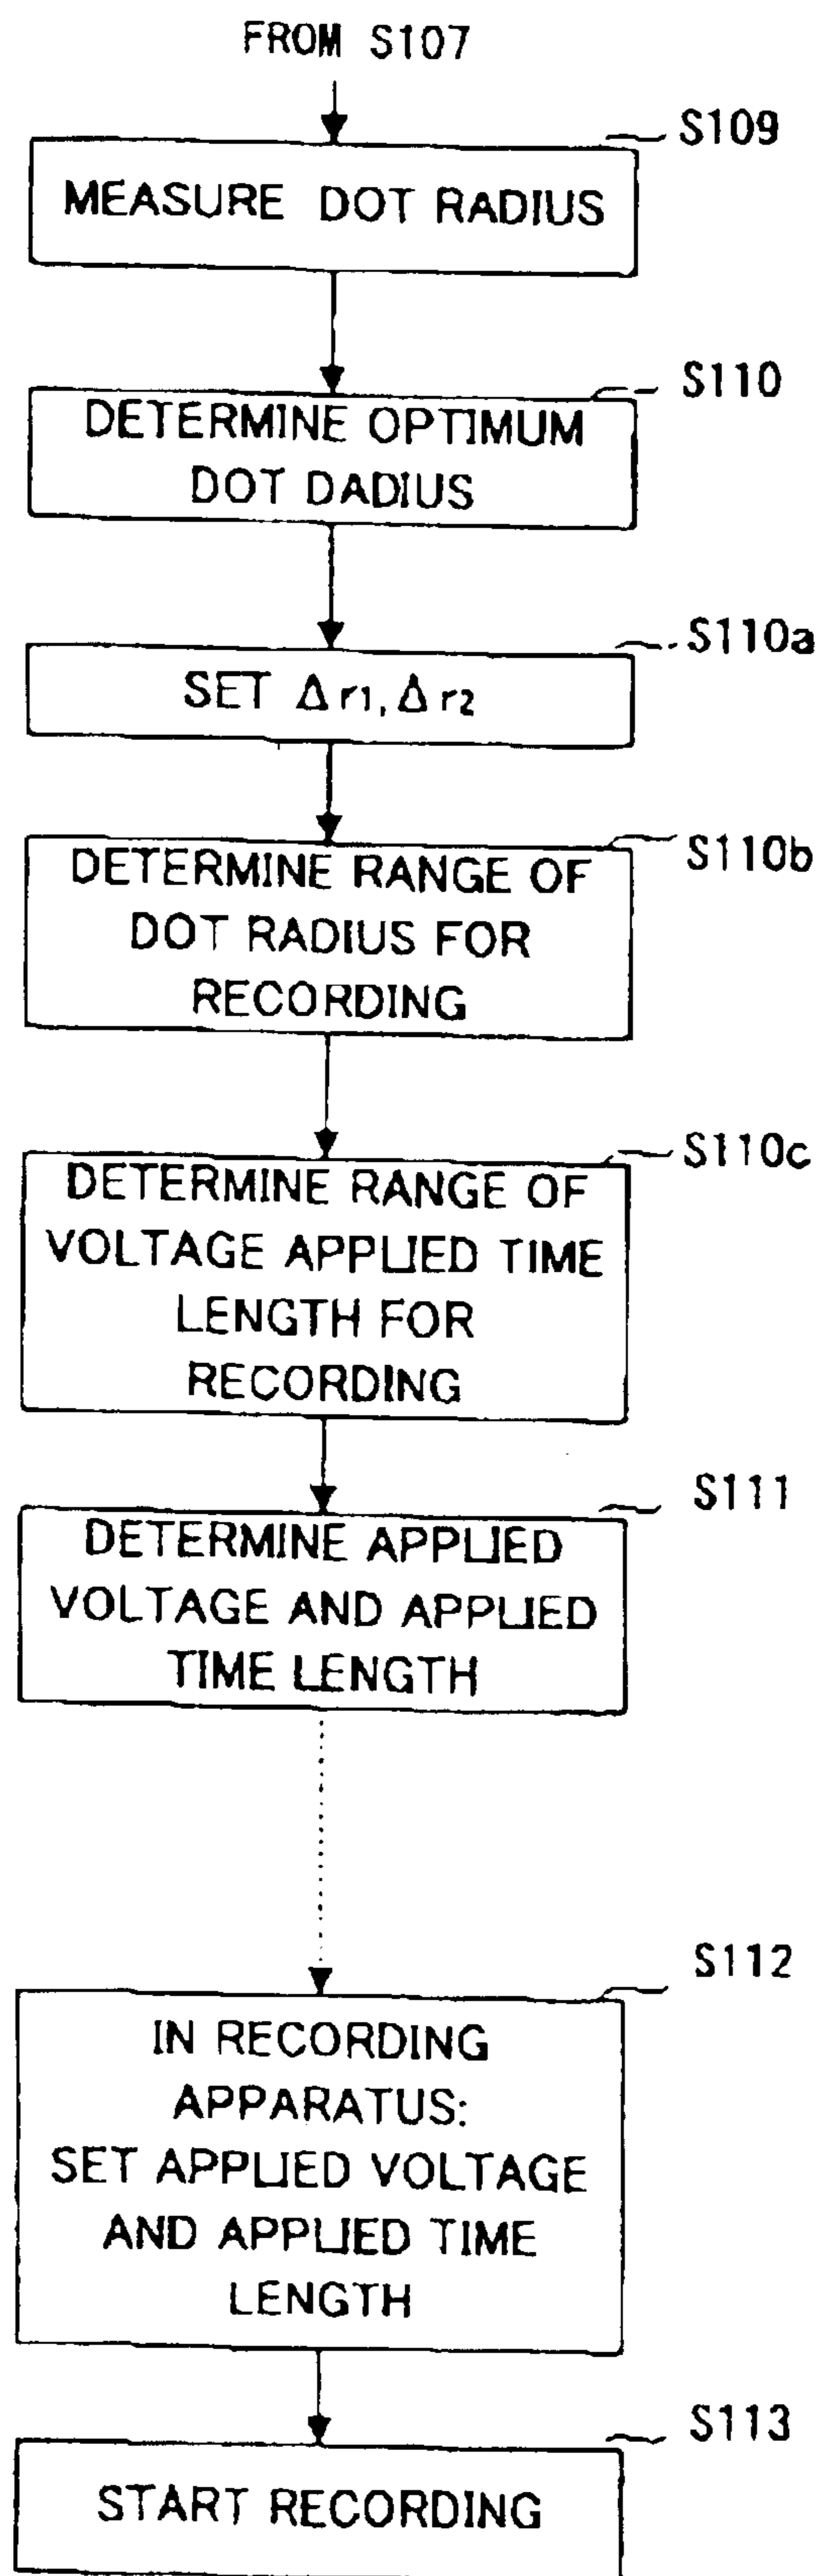 FROM S107
S109
MEASURE DOT RADIUS
S110
DETERMINE OPTIMUM
DOT DADIUS
S110a
SET Δr1, Δr2
S110b
DETERMINE RANGE OF
DOT RADIUS FOR
RECORDING
S110c
DETERMINE RANGE OF
VOLTAGE APPLIED TIME
LENGTH FOR
RECORDING
S111
DETERMINE APPLIED
VOLTAGE AND APPLIED
TIME LENGTH
S112
IN RECORDING
APPARATUS:
SET APPLIED VOLTAGE
AND APPLIED TIME
LENGTH
S113
START RECORDING